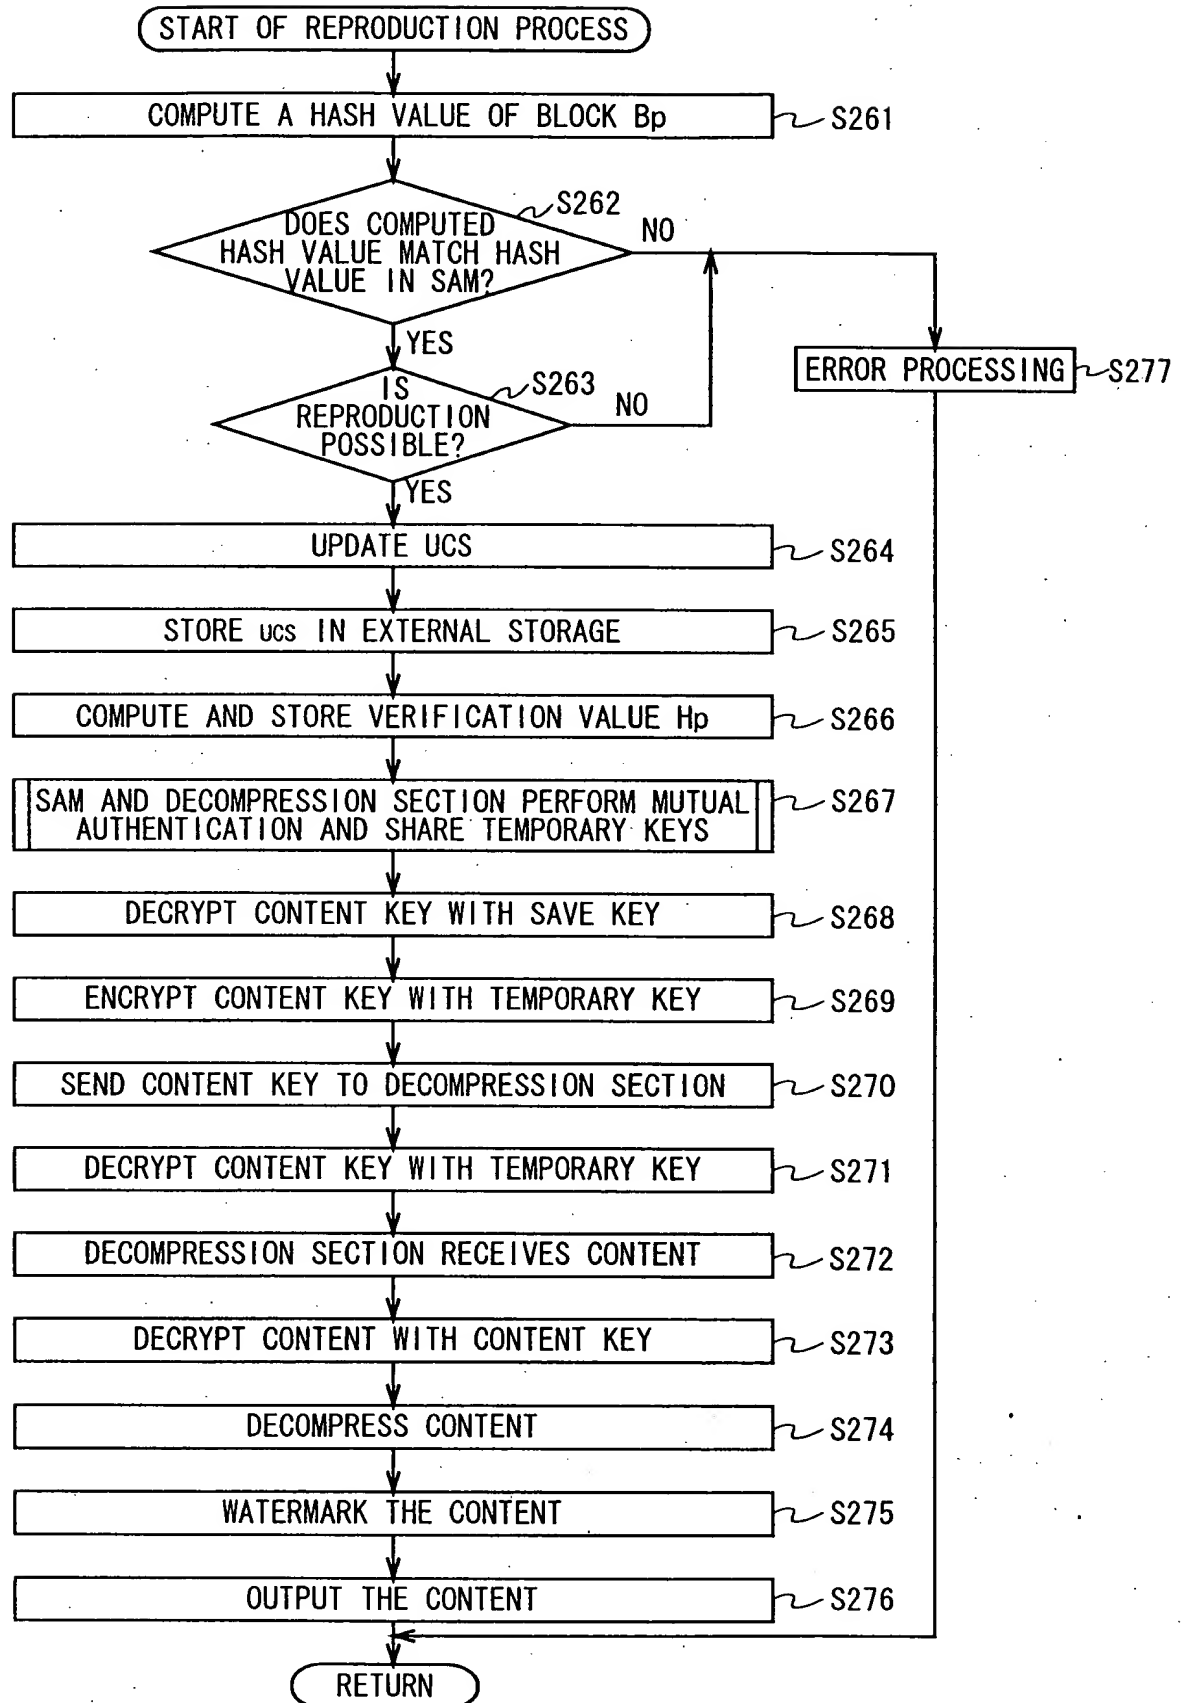 START OF REPRODUCTION PROCESS
COMPUTE A HASH VALUE OF BLOCK Bp
S261
S262
DOES COMPUTED
HASH VALUE MATCH HASH
VALUE IN SAM?
NO
YES
ERROR PROCESSING
S277
S263
IS
REPRODUCTION
POSSIBLE?
NO
YES
UPDATE UCS
S264
STORE UCS IN EXTERNAL STORAGE
S265
COMPUTE AND STORE VERIFICATION VALUE Hp
S266
SAM AND DECOMPRESSION SECTION PERFORM MUTUAL
AUTHENTICATION AND SHARE TEMPORARY KEYS
S267
DECRYPT CONTENT KEY WITH SAVE KEY
S268
ENCRYPT CONTENT KEY WITH TEMPORARY KEY
S269
SEND CONTENT KEY TO DECOMPRESSION SECTION
S270
DECRYPT CONTENT KEY WITH TEMPORARY KEY
S271
DECOMPRESSION SECTION RECEIVES CONTENT
S272
DECRYPT CONTENT WITH CONTENT KEY
S273
DECOMPRESS CONTENT
S274
WATERMARK THE CONTENT
S275
OUTPUT THE CONTENT
S276
RETURN